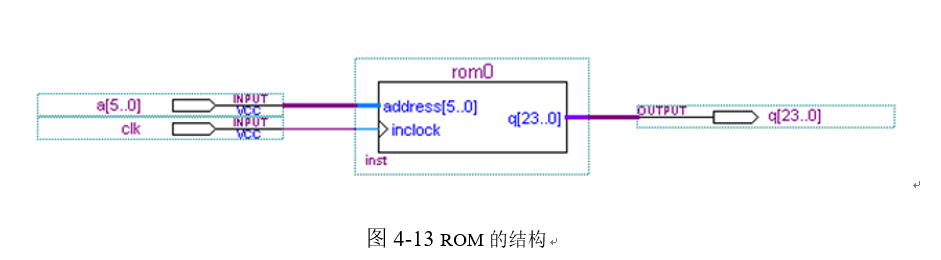 rom0
a[5..0] INPUT VCC address[5..0] q[23..0] OUTPUT q[23..0]
clk INPUT VCC inclock
inst
图 4-13 ROM 的结构